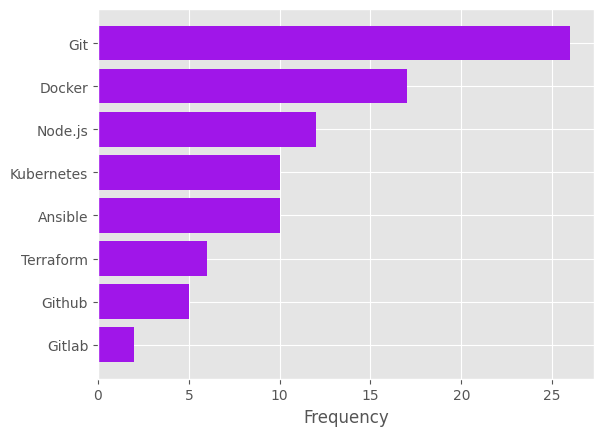 Git
Docker
Node.js
Kubernetes
Ansible
Terraform
Github
Gitlab
0 5 10 15 20 25
Frequency